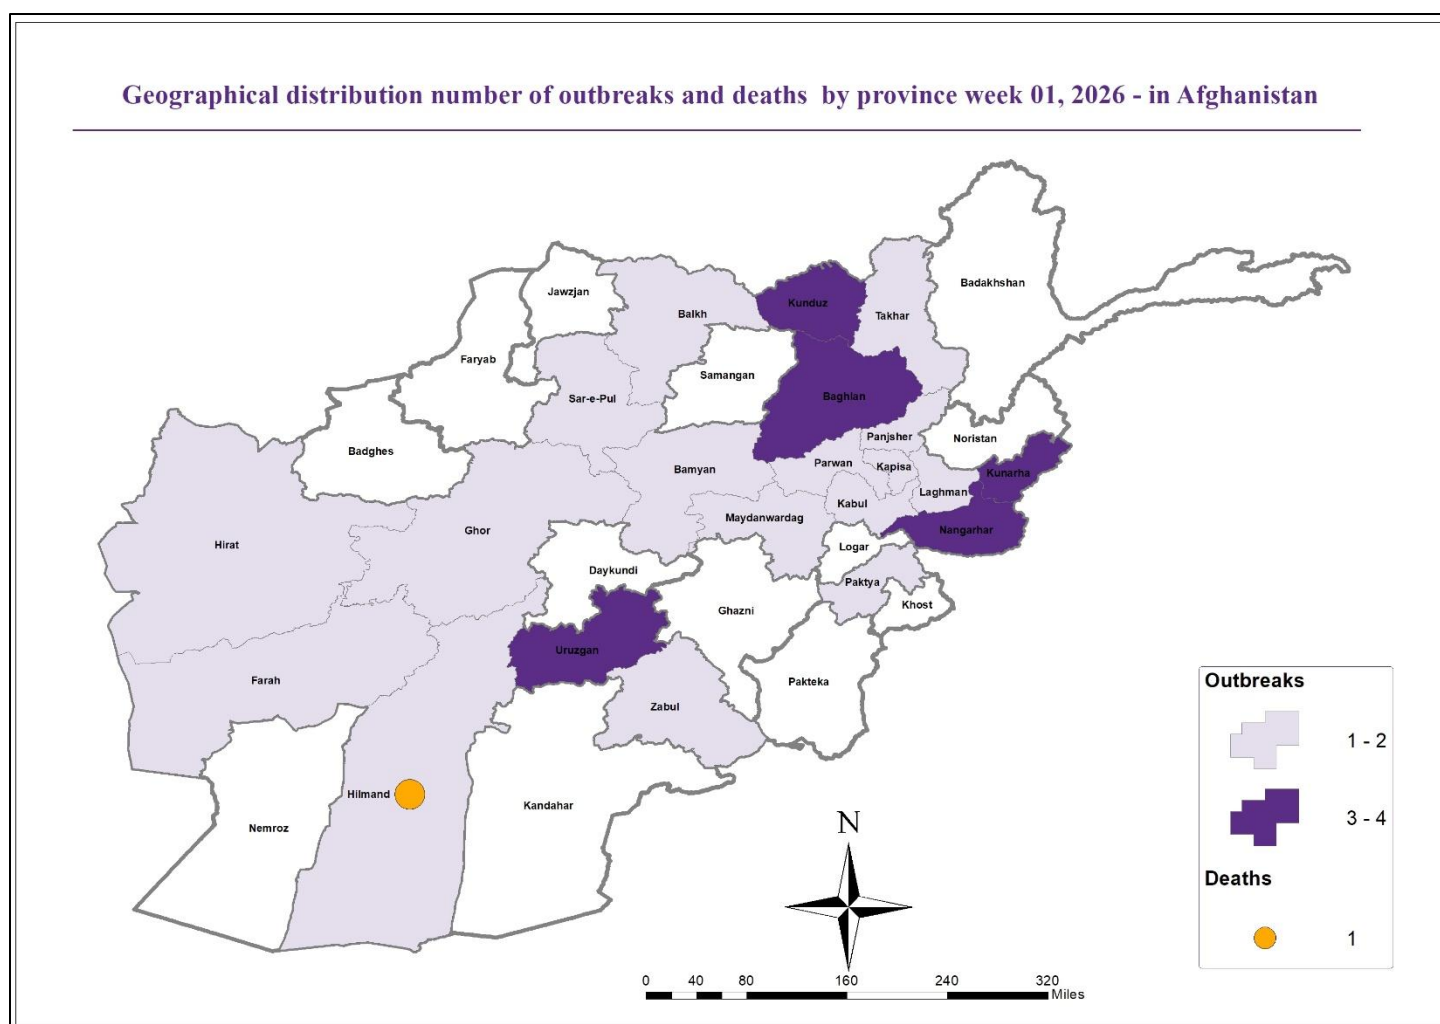 Geographical distribution number of outbreaks and deaths by province week 01, 2026 - in Afghanistan
Badakhshan
Jawzjan
Kunduz
Balkh
Takhar
Faryab
Samangan
Sar-e-Pul
Baghlan
Panjsher
Noristan
Badghes
Parwan
Kapisa
Bamyan
Kunarha
Laghman
Kabul
Maydanwardag
Ghor
Nangarhar
Hirat
Logar
Daykundi
Paktya
Khost
Ghazni
Uruzgan
Farah
Pakteka
Zabul
Hilmand
Kandahar
Nemroz
Outbreaks
1 - 2
3 - 4
Deaths
1
N
0 40 80 160 240 320
Miles